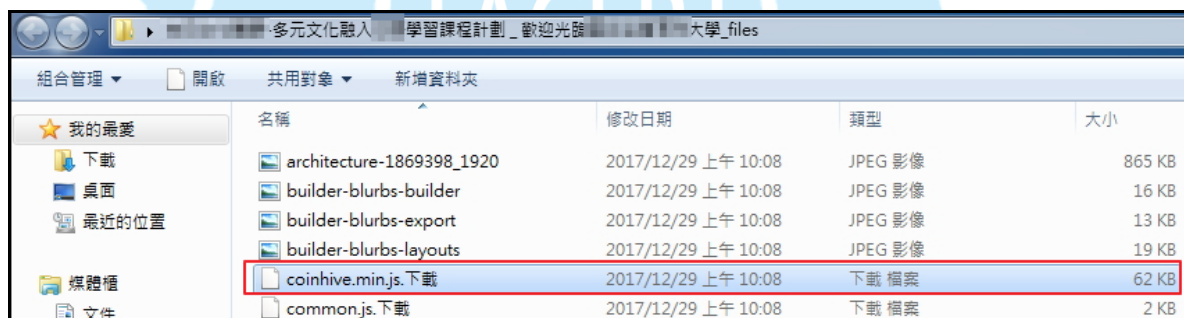 多元文化融入 學習課程計劃 _ 歡迎光臨 大學_files
組合管理 ▼ 開啟 共用對象 ▼ 新增資料夾
名稱 修改日期 類型 大小
我的最愛
下載 architecture-1869398_1920 2017/12/29 上午 10:08 JPEG 影像 865 KB
桌面 builder-blurbs-builder 2017/12/29 上午 10:08 JPEG 影像 16 KB
最近的位置 builder-blurbs-export 2017/12/29 上午 10:08 JPEG 影像 13 KB
builder-blurbs-layouts 2017/12/29 上午 10:08 JPEG 影像 19 KB
媒體櫃 coinhive.min.js.下載 2017/12/29 上午 10:08 下載 檔案 62 KB
文件 common.js.下載 2017/12/29 上午 10:08 下載 檔案 2 KB